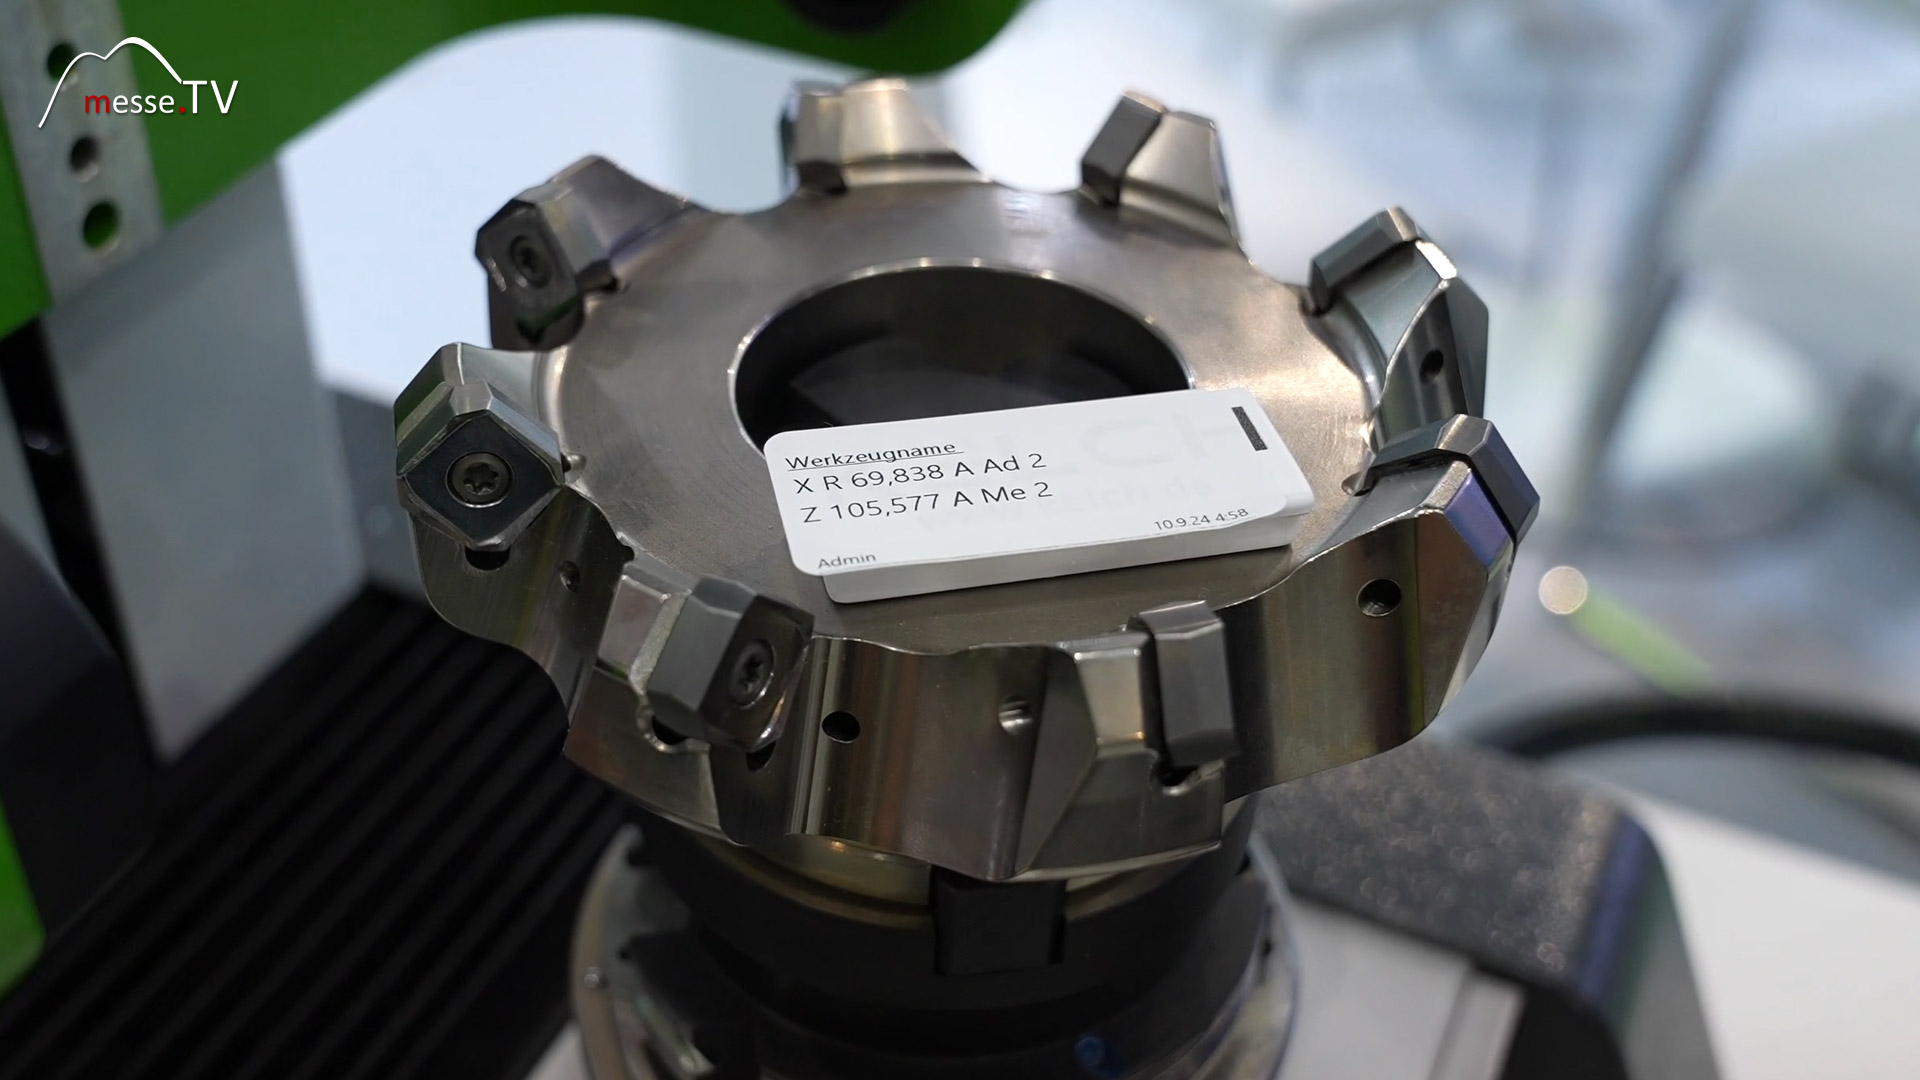 messe.TV
Werkzeugname
X R 69,838 A Ad 2
Z 105,577 A Me 2
10.9.24 4:58
Admin